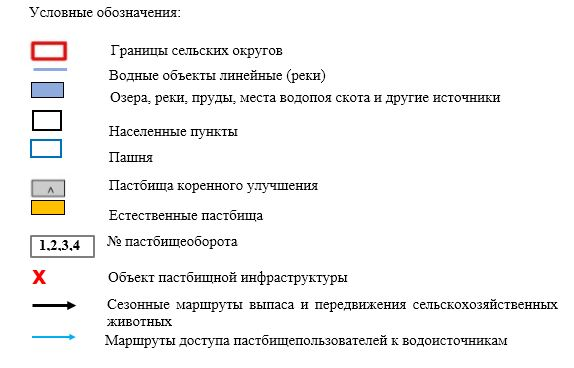 Условные обозначения:
Границы сельских округов
Водные объекты линейные (реки)
Озера, реки, пруды, места водопоя скота и другие источники
Населенные пункты
Пашня
Пастбища коренного улучшения
Естественные пастбища
1,2,3,4 № пастбищеоборота
X Объект пастбищной инфраструктуры
Сезонные маршруты выпаса и передвижения сельскохозяйственных
животных
Маршруты доступа пастбищепользователей к водоисточникам